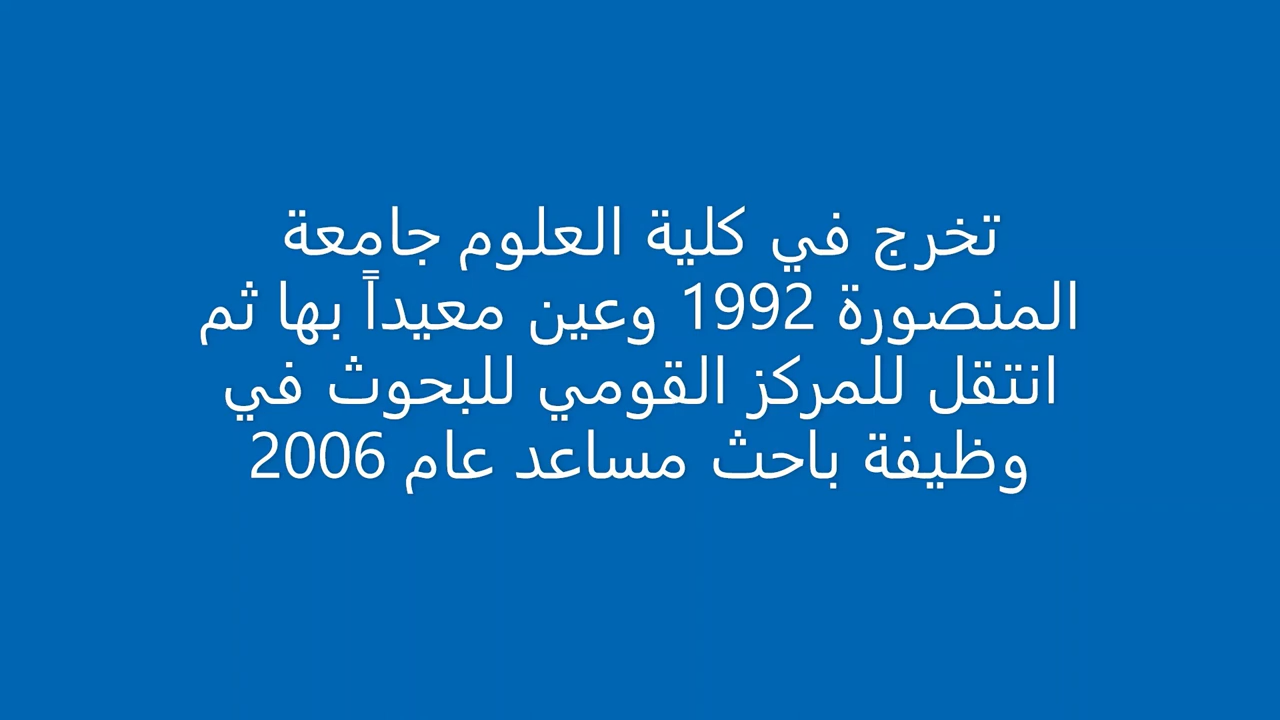 تخرج في كلية العلوم جامعة
المنصورة 1992 وعين معيداً بها ثم
انتقل للمركز القومي للبحوث في
وظيفة باحث مساعد عام 2006